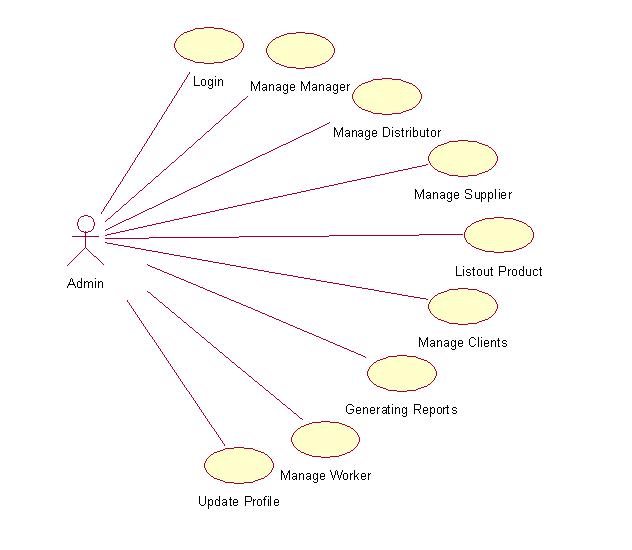 Login
Manage Manager
Manage Distributor
Manage Supplier
Admin
Listout Product
Manage Clients
Generating Reports
Manage Worker
Update Profile